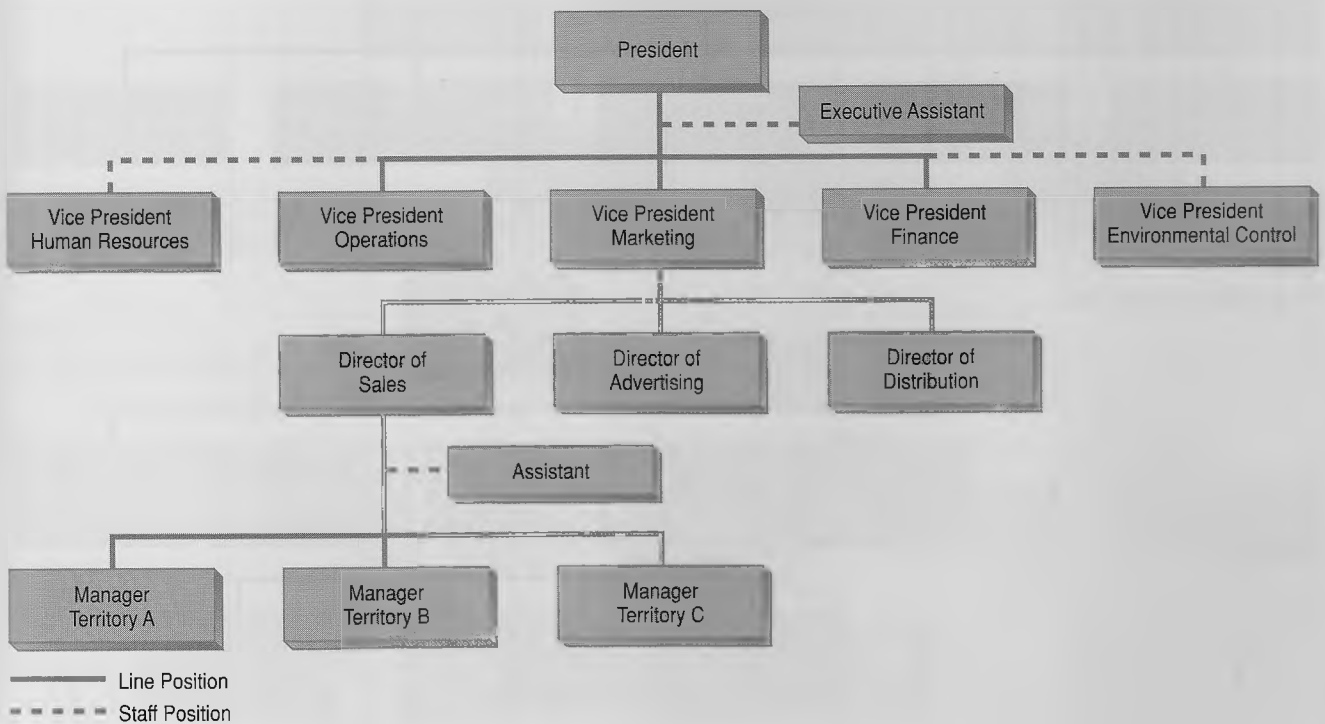 President
Executive Assistant
Vice President
Human Resources
Vice President
Operations
Vice President
Marketing
Vice President
Finance
Vice President
Environmental Control
Director of
Sales
Director of
Advertising
Director of
Distribution
Assistant
Manager
Territory A
Manager
Territory B
Manager
Territory C
Line Position
Staff Position